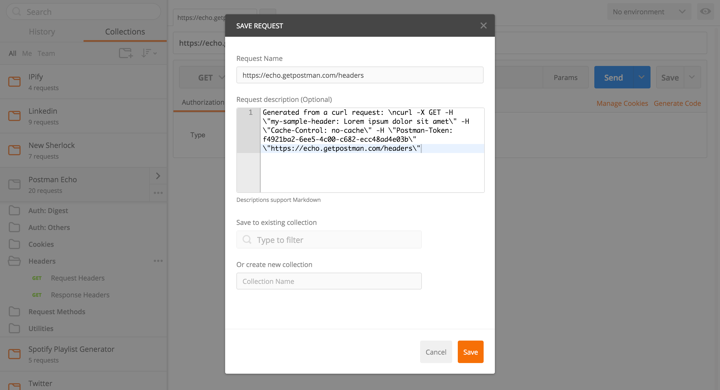 Search
History
Collections
All
Me
Team
IPify
4 requests
Linkedin
9 requests
New Sherlock
7 requests
Postman Echo
20 requests
Auth: Digest
Auth: Others
Cookies
Headers
GET Request Headers
GET Response Headers
Request Methods
Utilities
Spotify Playlist Generator
5 requests
Twitter
https://echo.get
https://echo.
GET
Authorization
Type
No environment
Params
Send
Save
Manage Cookies
Generate Code
SAVE REQUEST
Request Name
https://echo.getpostman.com/headers
Request description (Optional)
1 Generated from a curl request: \ncurl -X GET -H
\"my-sample-header: Lorem ipsum dolor sit amet\" -H
\"Cache-Control: no-cache\" -H \"Postman-Token:
f4921ba2-6ee5-4c00-c682-ecc48ad4e03b\"
\"https://echo.getpostman.com/headers\"
Descriptions support Markdown
Save to existing collection
Type to filter
Or create new collection
Collection Name
Cancel
Save